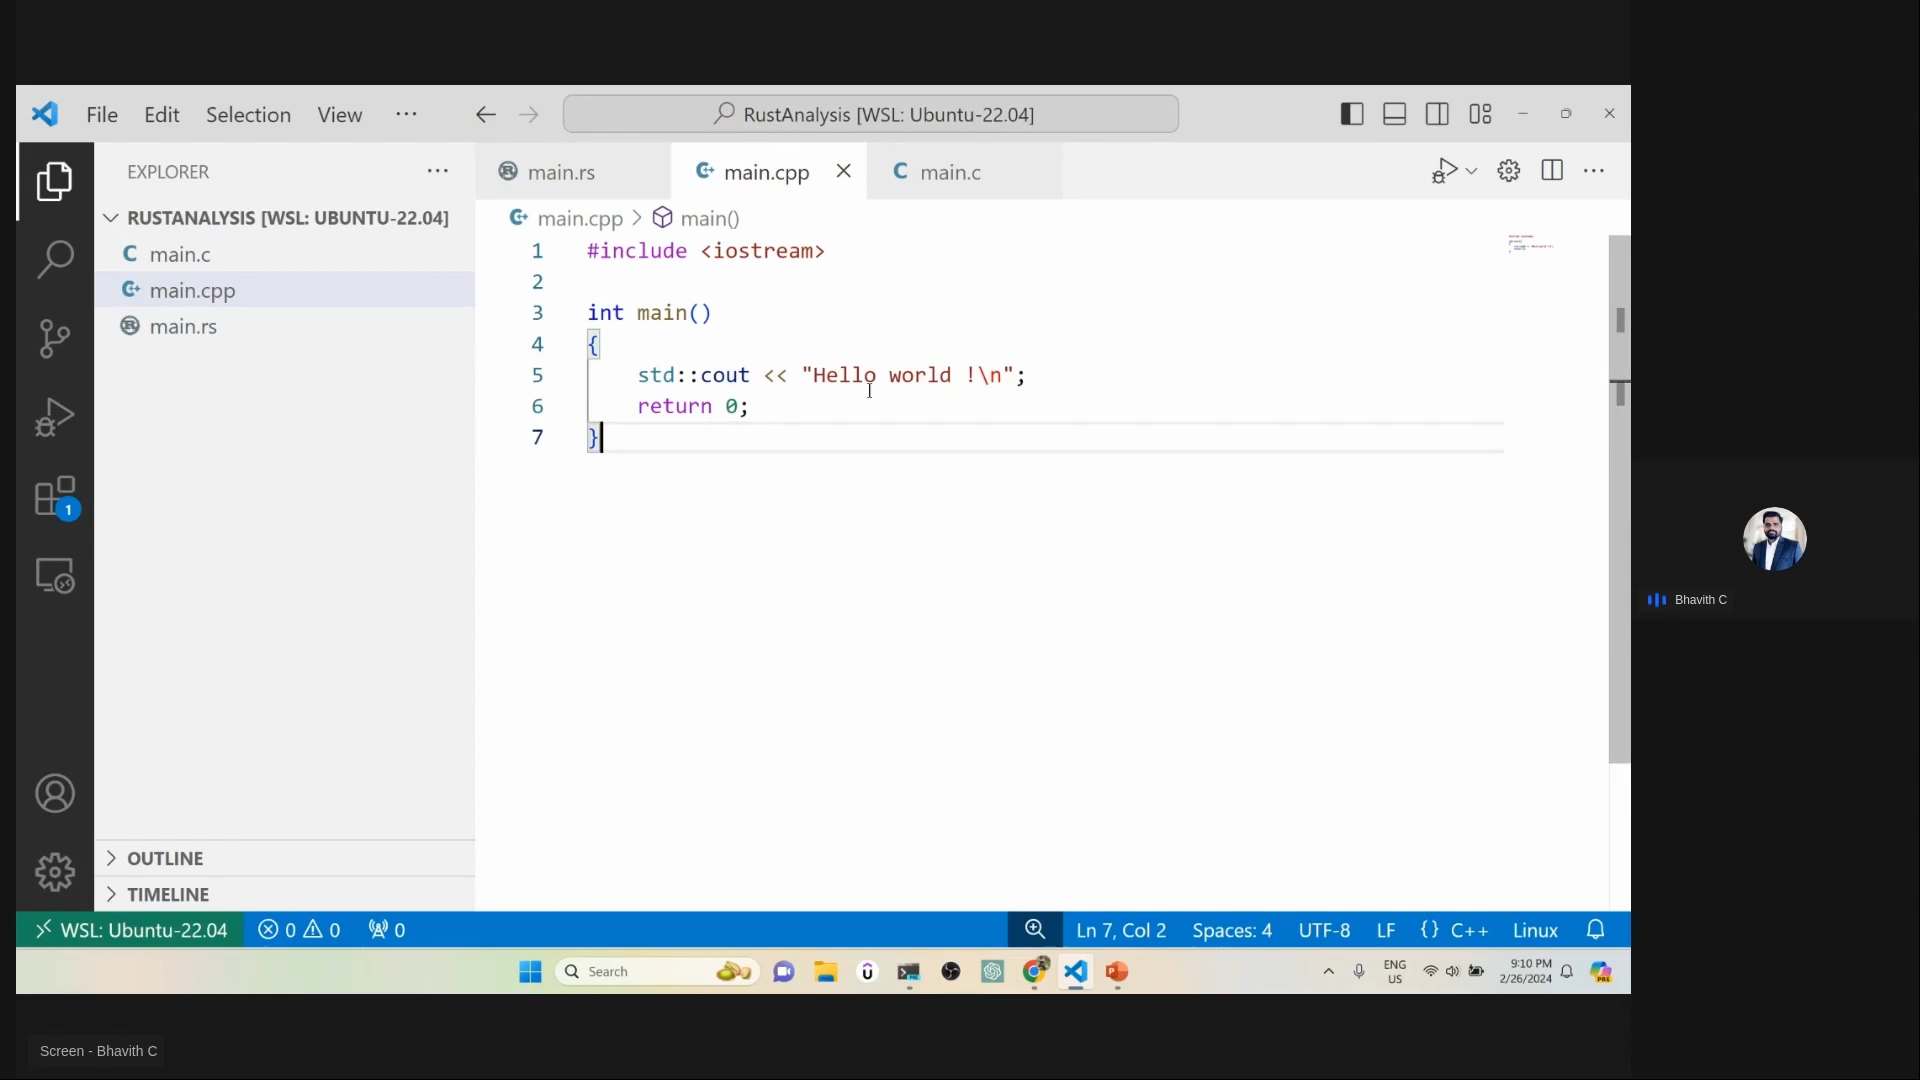 File Edit Selection View ··· RustAnalysis [WSL: Ubuntu-22.04]
EXPLORER ···
RUSTANALYSIS [WSL: UBUNTU-22.04]
main.c
main.cpp
main.rs
1
OUTLINE
TIMELINE
main.rs main.cpp main.c
main.cpp > main()
1 #include <iostream>
2
3 int main()
4 {
5 std::cout << "Hello world !\n";
6 return 0;
7 }
WSL: Ubuntu-22.04 0 0 0 Ln 7, Col 2 Spaces: 4 UTF-8 LF {} C++ Linux
Search ENG US 9:10 PM 2/26/2024 PRE
Bhavith C
Screen - Bhavith C